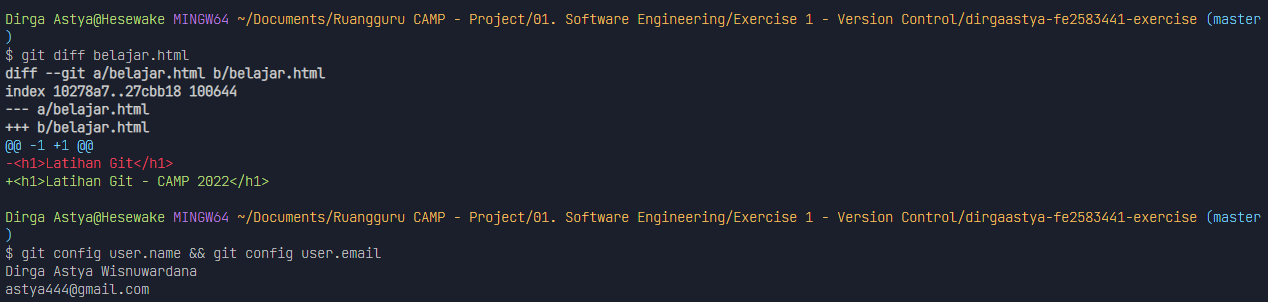 Dirga Astya@Hesewake MINGW64 ~/Documents/Ruangguru CAMP - Project/01. Software Engineering/Exercise 1 - Version Control/dirgaastya-fe2583441-exercise (master
)
$ git diff belajar.html
diff --git a/belajar.html b/belajar.html
index 10278a7..27cbb18 100644
--- a/belajar.html
+++ b/belajar.html
@@ -1 +1 @@
-<h1>Latihan Git</h1>
+<h1>Latihan Git - CAMP 2022</h1>
Dirga Astya@Hesewake MINGW64 ~/Documents/Ruangguru CAMP - Project/01. Software Engineering/Exercise 1 - Version Control/dirgaastya-fe2583441-exercise (master
)
$ git config user.name && git config user.email
Dirga Astya Wisnuwardana
astya444@gmail.com